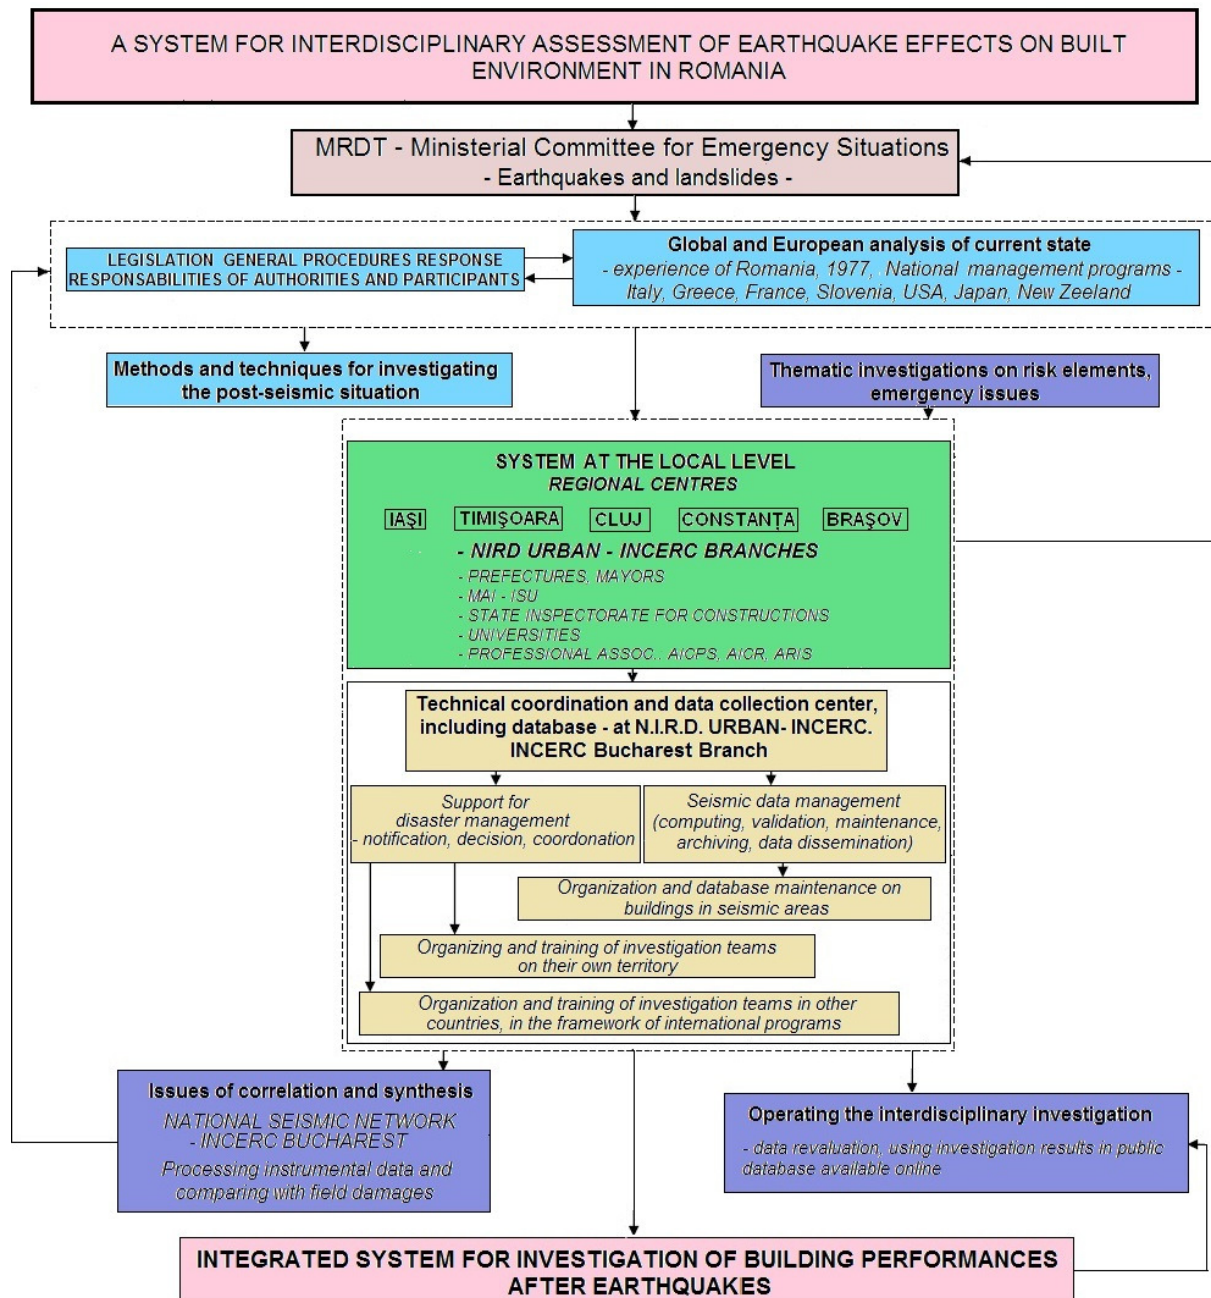 A SYSTEM FOR INTERDISCIPLINARY ASSESSMENT OF EARTHQUAKE EFFECTS ON BUILT
ENVIRONMENT IN ROMANIA
MRDT - Ministerial Committee for Emergency Situations
- Earthquakes and landslides -
LEGISLATION GENERAL PROCEDURES RESPONSE
RESPONSABILITIES OF AUTHORITIES AND PARTICIPANTS
Global and European analysis of current state
- experience of Romania, 1977, . National management programs -
Italy, Greece, France, Slovenia, USA, Japan, New Zeeland
Methods and techniques for investigating
the post-seismic situation
Thematic investigations on risk elements,
emergency issues
SYSTEM AT THE LOCAL LEVEL
REGIONAL CENTRES
IAŞI TIMIŞOARA CLUJ CONSTANȚA BRAŞOV
- NIRD URBAN - INCERC BRANCHES
- PREFECTURES, MAYORS
- MAI - ISU
- STATE INSPECTORATE FOR CONSTRUCTIONS
- UNIVERSITIES
- PROFESSIONAL ASSOC.. AICPS, AICR, ARIS
Technical coordination and data collection center,
including database - at N.I.R.D. URBAN- INCERC.
INCERC Bucharest Branch
Support for
disaster management
- notification, decision, coordonation
Seismic data management
(computing, validation, maintenance,
archiving, data dissemination)
Organization and database maintenance on
buildings in seismic areas
Organizing and training of investigation teams
on their own territory
Organization and training of investigation teams in other
countries, in the framework of international programs
Issues of correlation and synthesis
NATIONAL SEISMIC NETWORK
- INCERC BUCHAREST
Processing instrumental data and
comparing with field damages
Operating the interdisciplinary investigation
- data revaluation, using investigation results in public
database available online
INTEGRATED SYSTEM FOR INVESTIGATION OF BUILDING PERFORMANCES
AFTER EARTHQUAKES